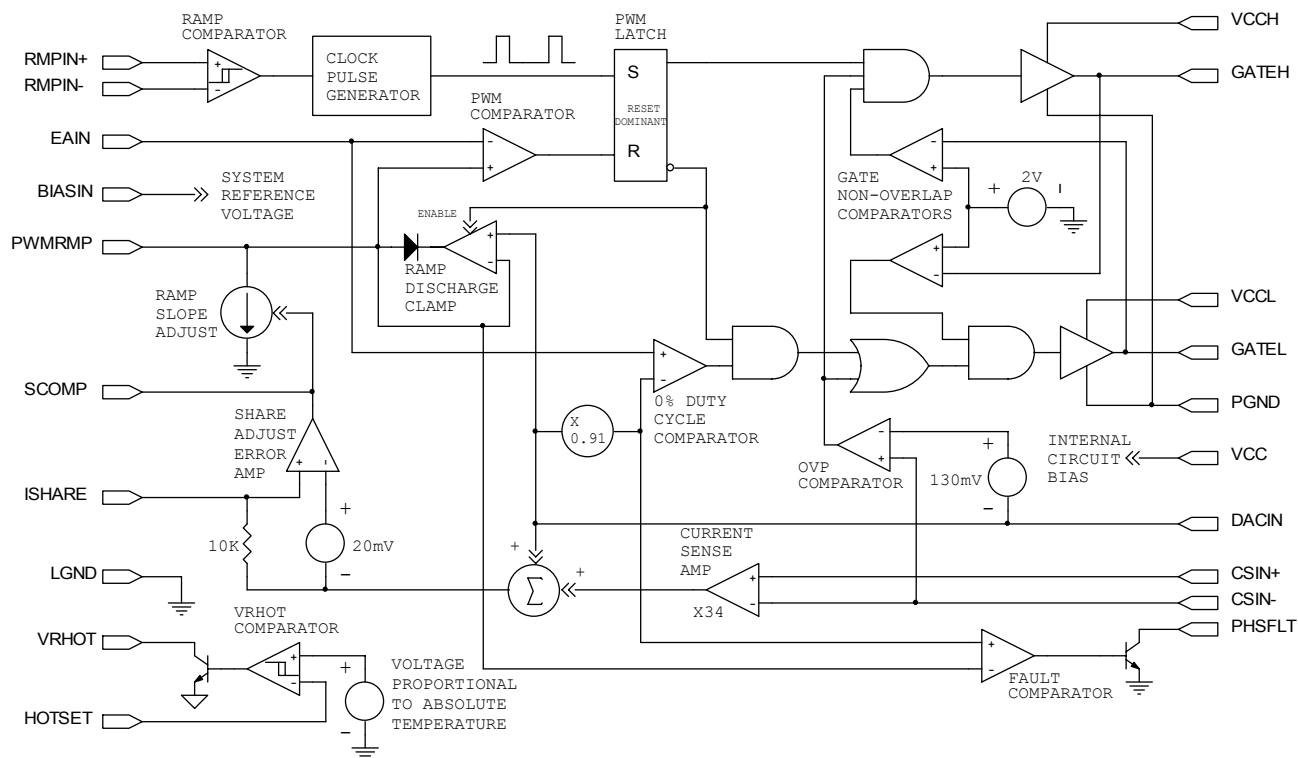 RAMP
COMPARATOR
PWM
LATCH
VCCH
RMPIN+
RMPIN-
+
-
CLOCK
PULSE
GENERATOR
S
RESET
DOMINANT
R
GATEH
PWM
COMPARATOR
EAIN
-
+
-
+
GATE
NON-OVERLAP
COMPARATORS
+
2V
-
BIASIN
SYSTEM
REFERENCE
VOLTAGE
ENABLE
PWMRMP
+
-
RAMP
DISCHARGE
CLAMP
+
-
VCCL
RAMP
SLOPE
ADJUST
GATEL
+
-
0% DUTY
CYCLE
COMPARATOR
SCOMP
PGND
SHARE
ADJUST
ERROR
AMP
+
-
X
0.91
-
+
OVP
COMPARATOR
+
130mV
-
INTERNAL
CIRCUIT
BIAS
VCC
ISHARE
+
10K
20mV
-
DACIN
CURRENT
SENSE
AMP
+
+
Σ
+
-
X34
LGND
CSIN+
CSIN-
VRHOT
COMPARATOR
VRHOT
+
-
+
VOLTAGE
PROPORTIONAL
TO ABSOLUTE
TEMPERATURE
-
PHSFLT
+
-
FAULT
COMPARATOR
HOTSET